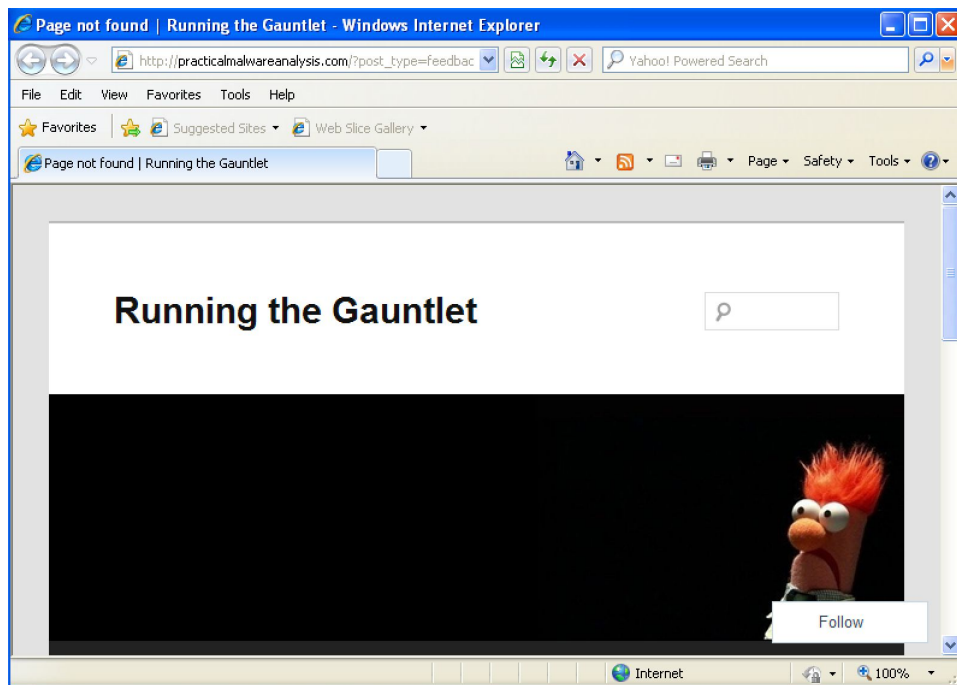 Page not found | Running the Gauntlet - Windows Internet Explorer
http://practicalmalwareanalysis.com/?post_type=feedbac
Yahoo! Powered Search
File Edit View Favorites Tools Help
Favorites Suggested Sites Web Slice Gallery
Page not found | Running the Gauntlet
Page Safety Tools
Running the Gauntlet
Follow
Internet 100%